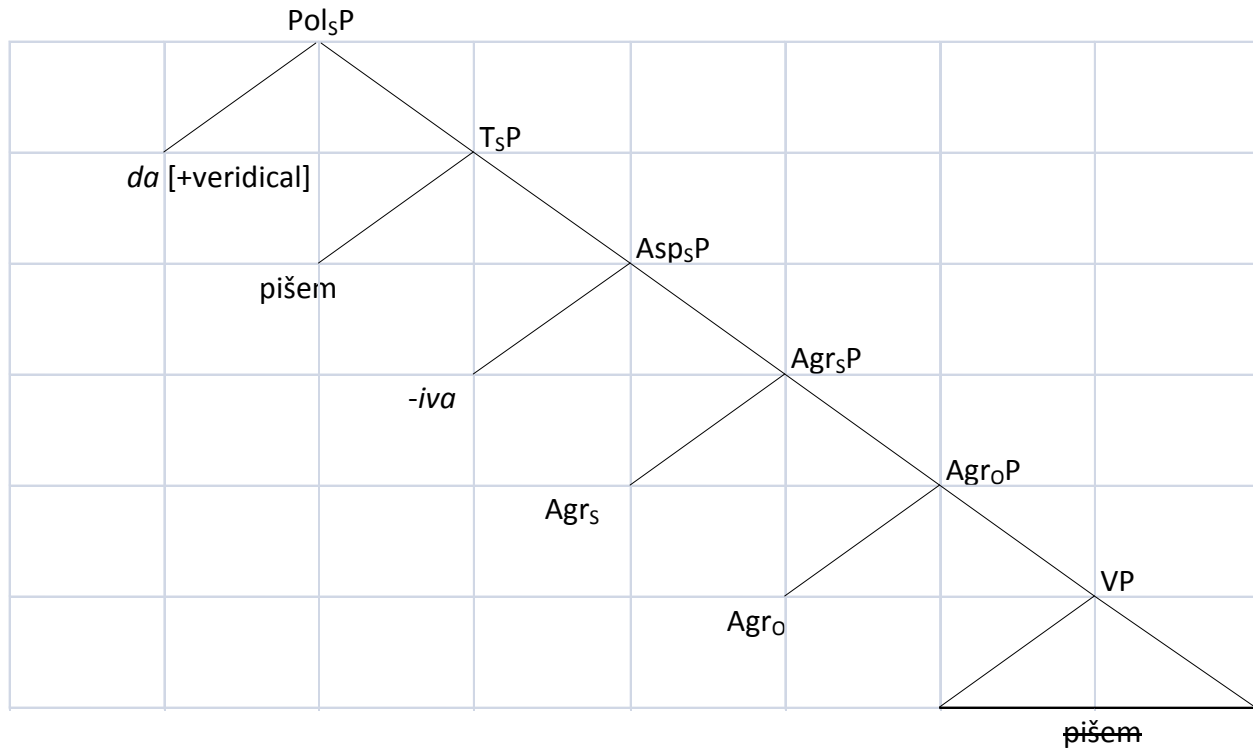 PolₛP
TₛP
da [+veridical]
AspₛP
pišem
AgrₛP
-iva
AgrₒP
Agrₛ
VP
Agrₒ
pišem